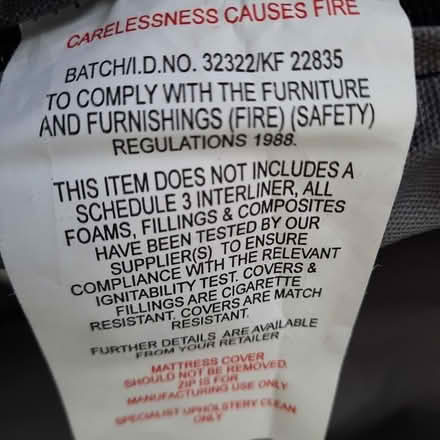 CARELESSNESS CAUSES FIRE
BATCH/I.D.NO. 32322/KF 22835
TO COMPLY WITH THE FURNITURE
AND FURNISHINGS (FIRE) (SAFETY)
REGULATIONS 1988.
THIS ITEM DOES NOT INCLUDES A
SCHEDULE 3 INTERLINER, ALL
FOAMS, FILLINGS & COMPOSITES
HAVE BEEN TESTED BY OUR
SUPPLIER(S) TO ENSURE
COMPLIANCE WITH THE RELEVANT
IGNITABILITY TEST. COVERS &
FILLINGS ARE CIGARETTE
RESISTANT. COVERS ARE MATCH
RESISTANT.
FURTHER DETAILS ARE AVAILABLE
FROM YOUR RETAILER
MATTRESS COVER
SHOULD NOT BE REMOVED.
ZIP IS FOR
MANUFACTURING USE ONLY
SPECIALIST UPHOLSTERY CLEAN
ONLY